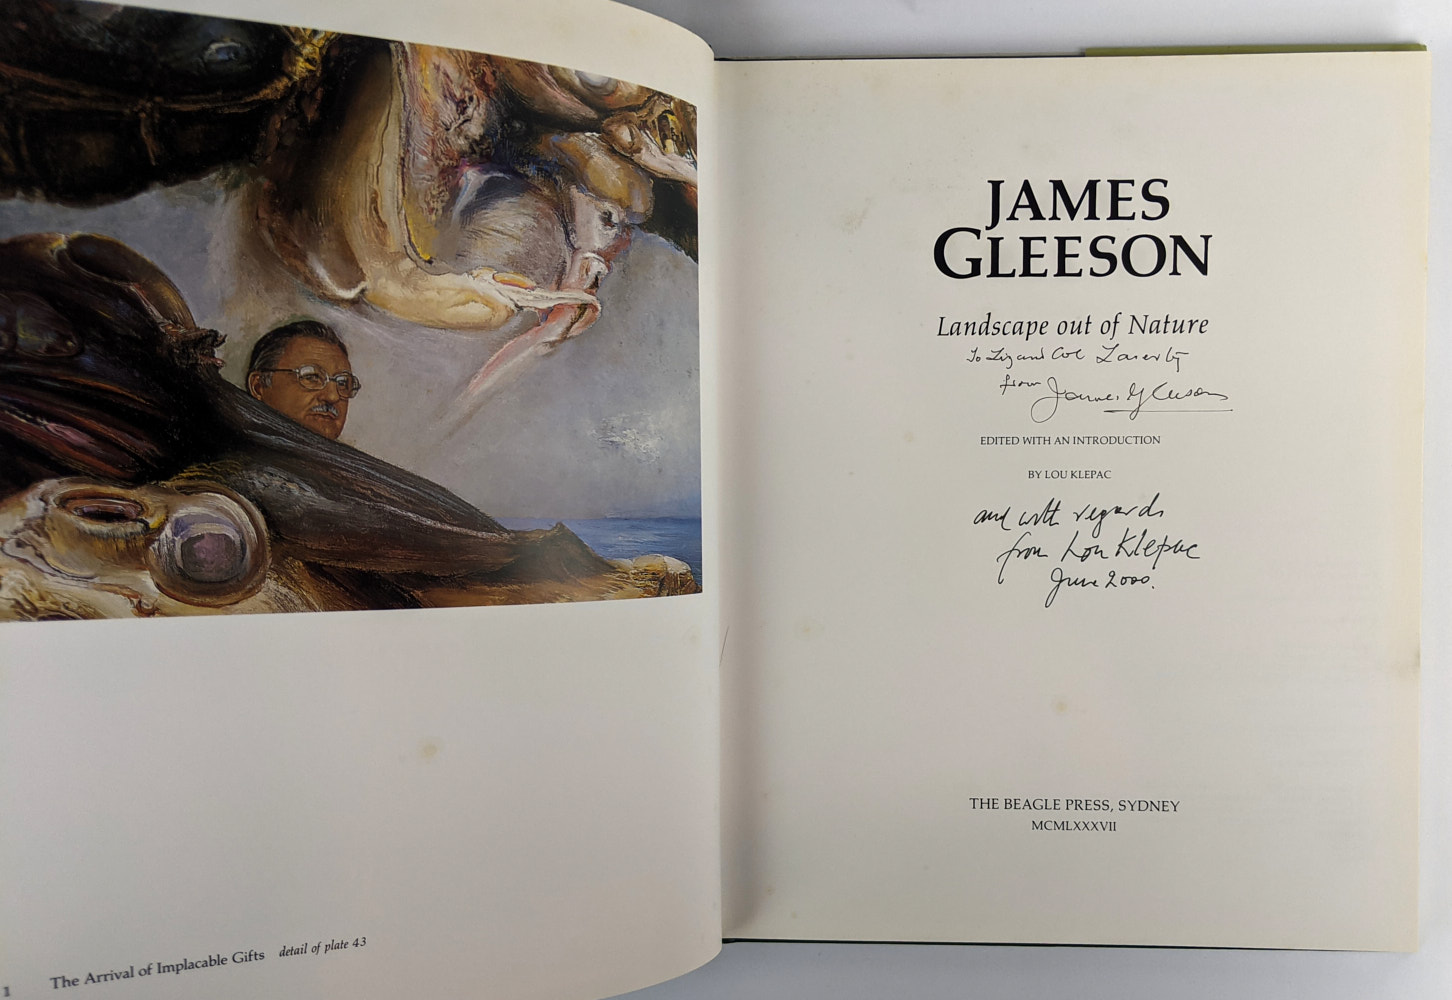 1 The Arrival of Implacable Gifts detail of plate 43
JAMES
GLEESON
Landscape out of Nature
To Liz and Col
from James Gleeson
EDITED WITH AN INTRODUCTION
BY LOU KLEPAC
and with regards
from Lou Klepac
June 2000.
THE BEAGLE PRESS, SYDNEY
MCMLXXXVII